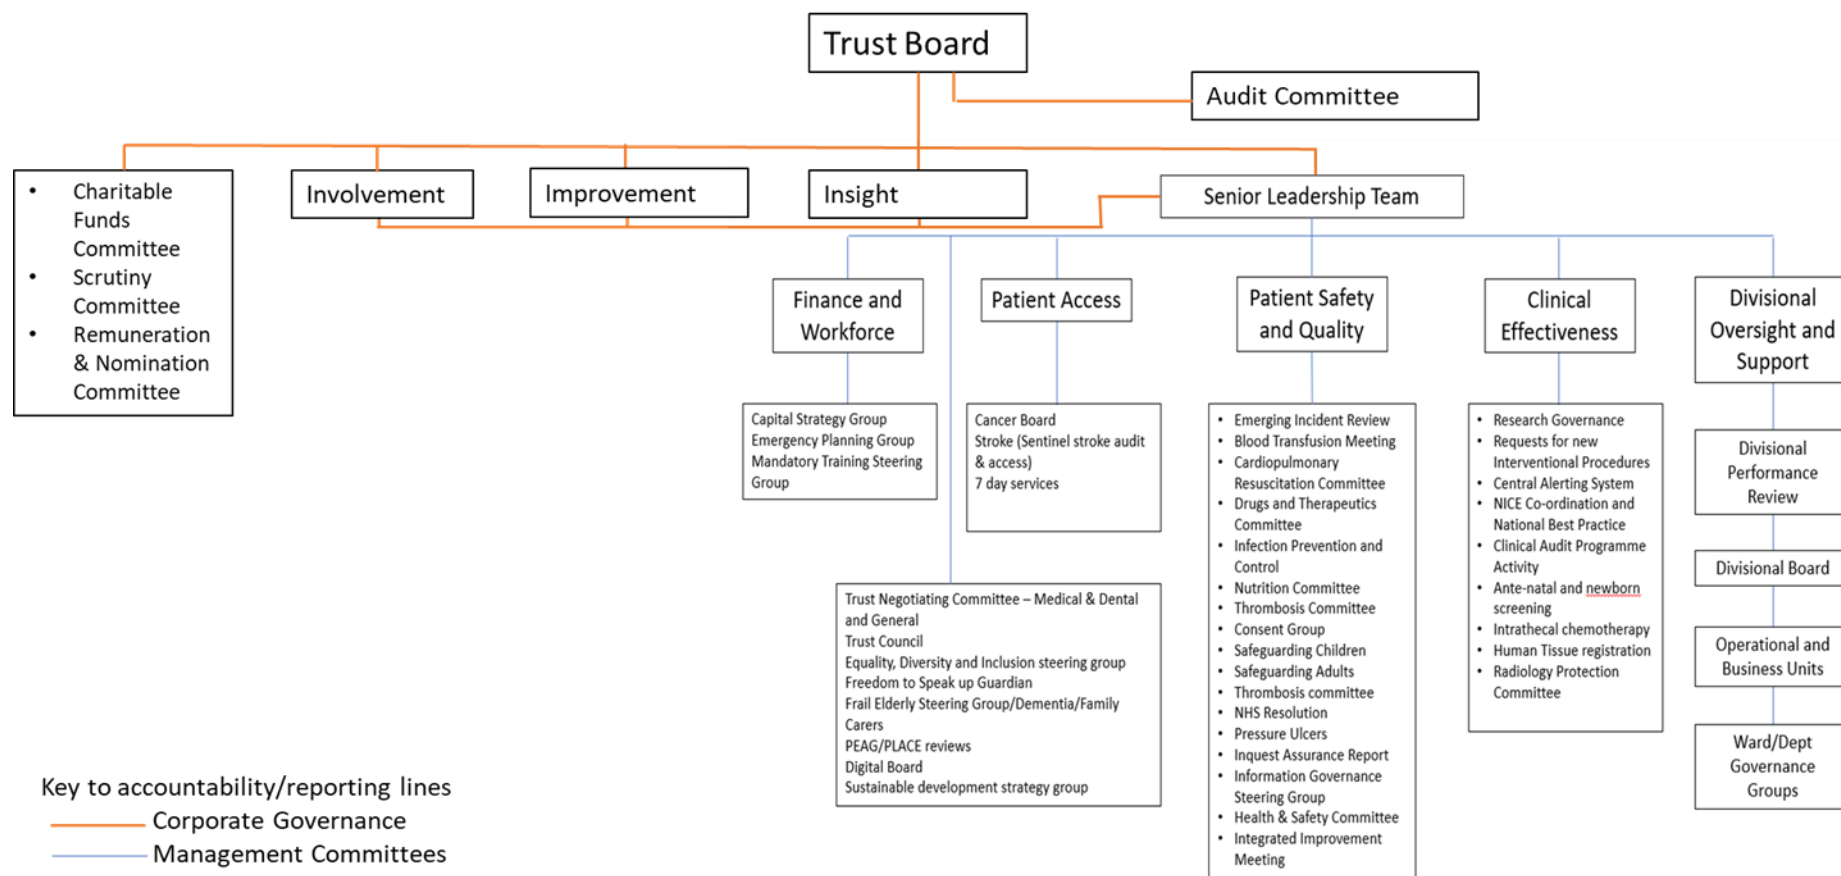 Trust Board
Audit Committee
• Charitable
Funds
Committee
• Scrutiny
Committee
• Remuneration
& Nomination
Committee
Involvement
Improvement
Insight
Senior Leadership Team
Finance and
Workforce
Patient Access
Patient Safety
and Quality
Clinical
Effectiveness
Divisional
Oversight and
Support
Capital Strategy Group
Emergency Planning Group
Mandatory Training Steering
Group
Cancer Board
Stroke (Sentinel stroke audit
& access)
7 day services
Trust Negotiating Committee – Medical & Dental
and General
Trust Council
Equality, Diversity and Inclusion steering group
Freedom to Speak up Guardian
Frail Elderly Steering Group/Dementia/Family
Carers
PEAG/PLACE reviews
Digital Board
Sustainable development strategy group
• Emerging Incident Review
• Blood Transfusion Meeting
• Cardiopulmonary
Resuscitation Committee
• Drugs and Therapeutics
Committee
• Infection Prevention and
Control
• Nutrition Committee
• Thrombosis Committee
• Consent Group
• Safeguarding Children
• Safeguarding Adults
• Thrombosis committee
• NHS Resolution
• Pressure Ulcers
• Inquest Assurance Report
• Information Governance
Steering Group
• Health & Safety Committee
• Integrated Improvement
Meeting
• Research Governance
• Requests for new
Interventional Procedures
• Central Alerting System
• NICE Co-ordination and
National Best Practice
• Clinical Audit Programme
Activity
• Ante-natal and newborn
screening
• Intrathecal chemotherapy
• Human Tissue registration
• Radiology Protection
Committee
Divisional
Performance
Review
Divisional Board
Operational and
Business Units
Ward/Dept
Governance
Groups
Key to accountability/reporting lines
Corporate Governance
Management Committees